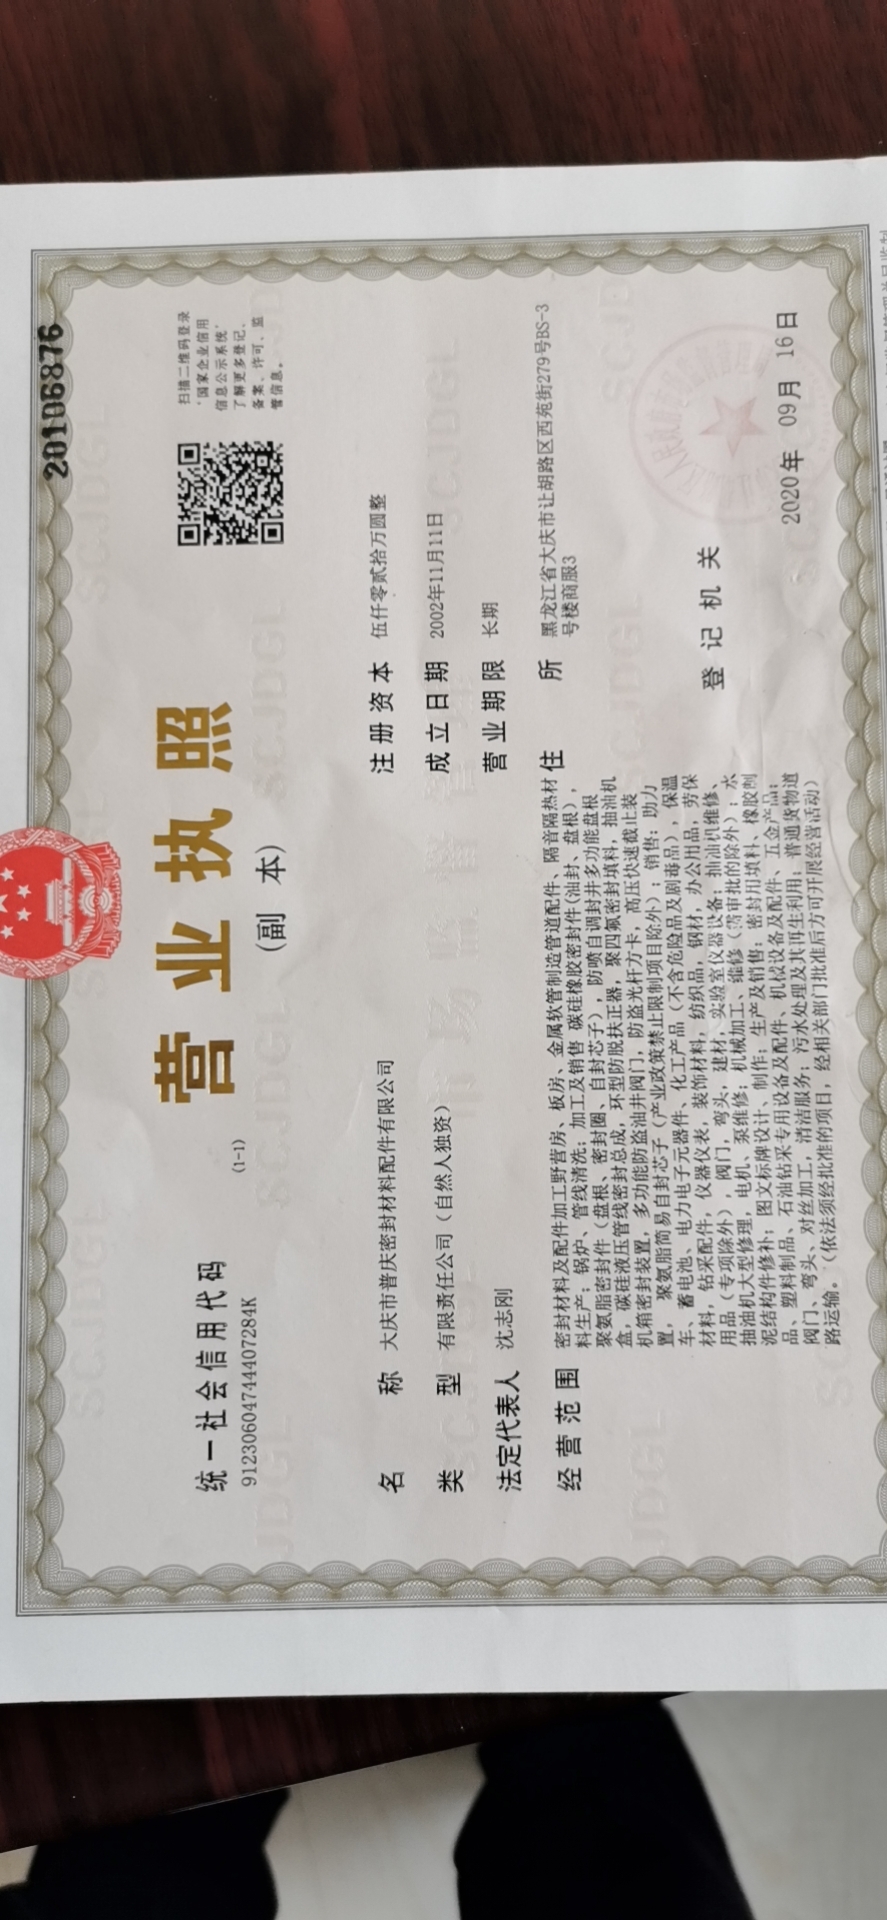 20106876
营业执照
(副 本)
(1-1)
统一社会信用代码
91230604744407284K
扫描二维码登录
"国家企业信用
信息公示系统"
了解更多登记、
备案、许可、监
管信息。
名 称 大庆市普庆密封材料配件有限公司
类 型 有限责任公司（自然人独资）
法定代表人 沈志刚
经营范围 密封材料及配件加工野营房、板房、金属软管制造管道配件、隔音隔热材
料生产；锅炉、管线清洗；加工及销售 碳硅橡胶密封件(油封、盘根），
聚氨脂密封件（盘根、密封圈、自封芯子），防喷自调封井多功能盘根
盒，碳硅液压管线密封总成，环型防脱扶正器，聚四氟密封填料，抽油机
机箱密封装置，多功能防盗油井阀门，防盗光杆方卡，高压快速截止装
置，聚氨脂简易自封芯子（产业政策禁止限制项目除外）；销售：助力
车、蓄电池、电力电子元器件、化工产品（不含危险品及剧毒品），保温
材料，钻采配件，仪器仪表，装饰材料，纺织品，钢材，办公用品，劳保
用品（专项除外），阀门，弯头，建材，实验室仪器设备；抽油机维修、
抽油机大型修理，电机、泵维修；机械加工、维修（需审批的除外）；水
泥结构件修补；图文标牌设计、制作；生产及销售：密封用填料、橡胶制
品、塑料制品、石油钻采专用设备及配件、机械设备及配件、五金产品；
阀门、弯头、对丝加工，清洁服务；污水处理及其再生利用；普通货物道
路运输。（依法须经批准的项目，经相关部门批准后方可开展经营活动）
注册资本 伍仟零贰拾万圆整
成立日期 2002年11月11日
营业期限 长期
住 所 黑龙江省大庆市让胡路区西苑街279号BS-3
号楼商服3
登记机关
2020年 09月 16日